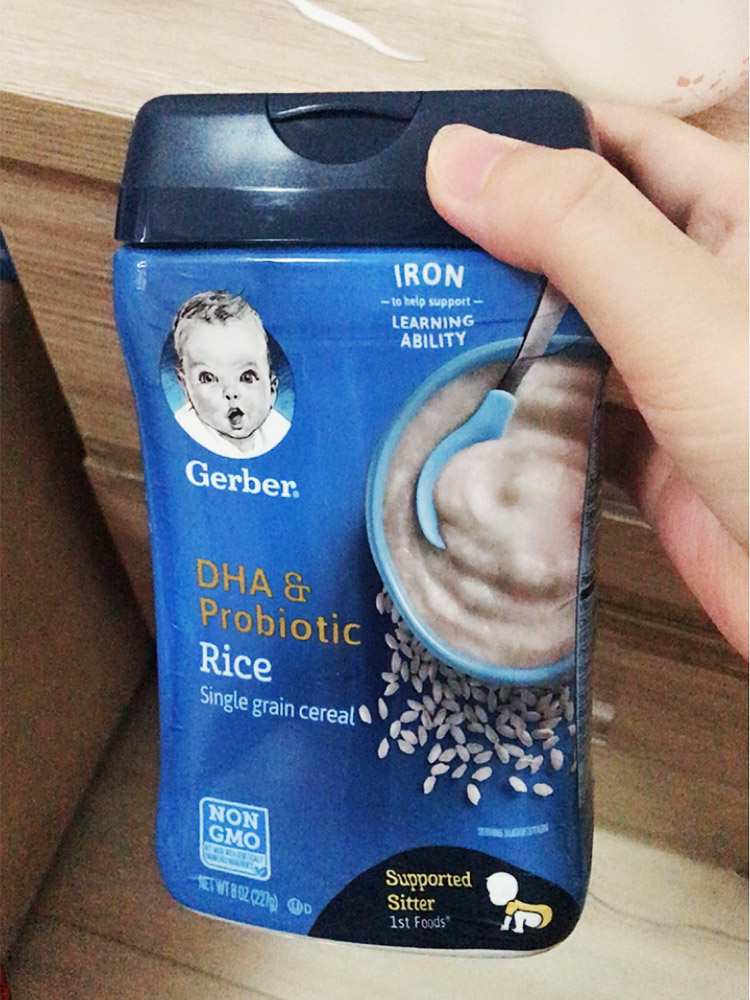 IRON
to help support
LEARNING
ABILITY
Gerber®
DHA &
Probiotic
Rice
Single grain cereal
NON
GMO
NET WT 8 OZ (227g)
Supported
Sitter
1st Foods®